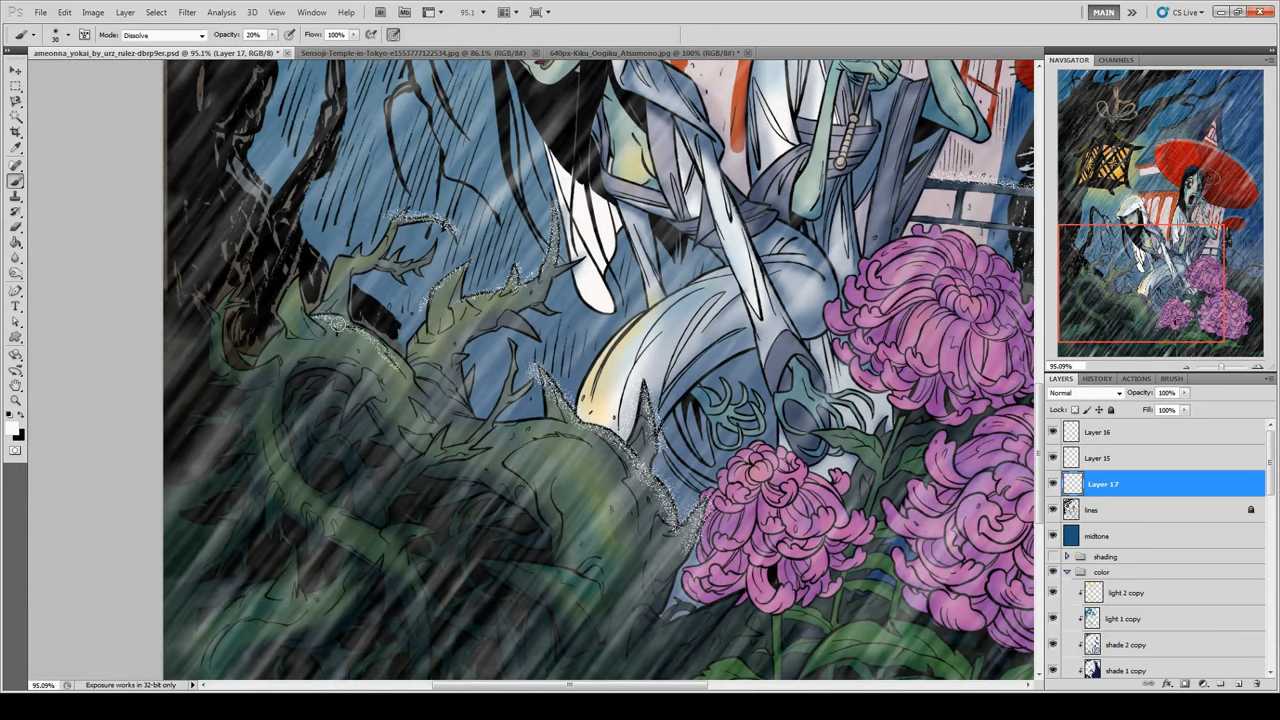 Ps File Edit Image Layer Select Filter Analysis 3D View Window Help Br Mb 95.1 MAIN CS Live
30 Mode: Dissolve Opacity: 20% Flow: 100%
ameonna_yokai_by_urz_rulez-dbrp9er.psd @ 95.1% (Layer 17, RGB/8) * Sensoji-Temple-in-Tokyo-e1553777122534.jpg @ 86.1% (RGB/8#) 640px-Kiku_Oogiku_Atsumono.jpg @ 100% (RGB/8#) *
NAVIGATOR CHANNELS
95.09%
LAYERS HISTORY ACTIONS BRUSH
Normal Opacity: 100%
Lock: Fill: 100%
Layer 16
Layer 15
Layer 17
lines
midtone
shading
color
light 2 copy
light 1 copy
shade 2 copy
shade 1 copy
95.09% Exposure works in 32-bit only